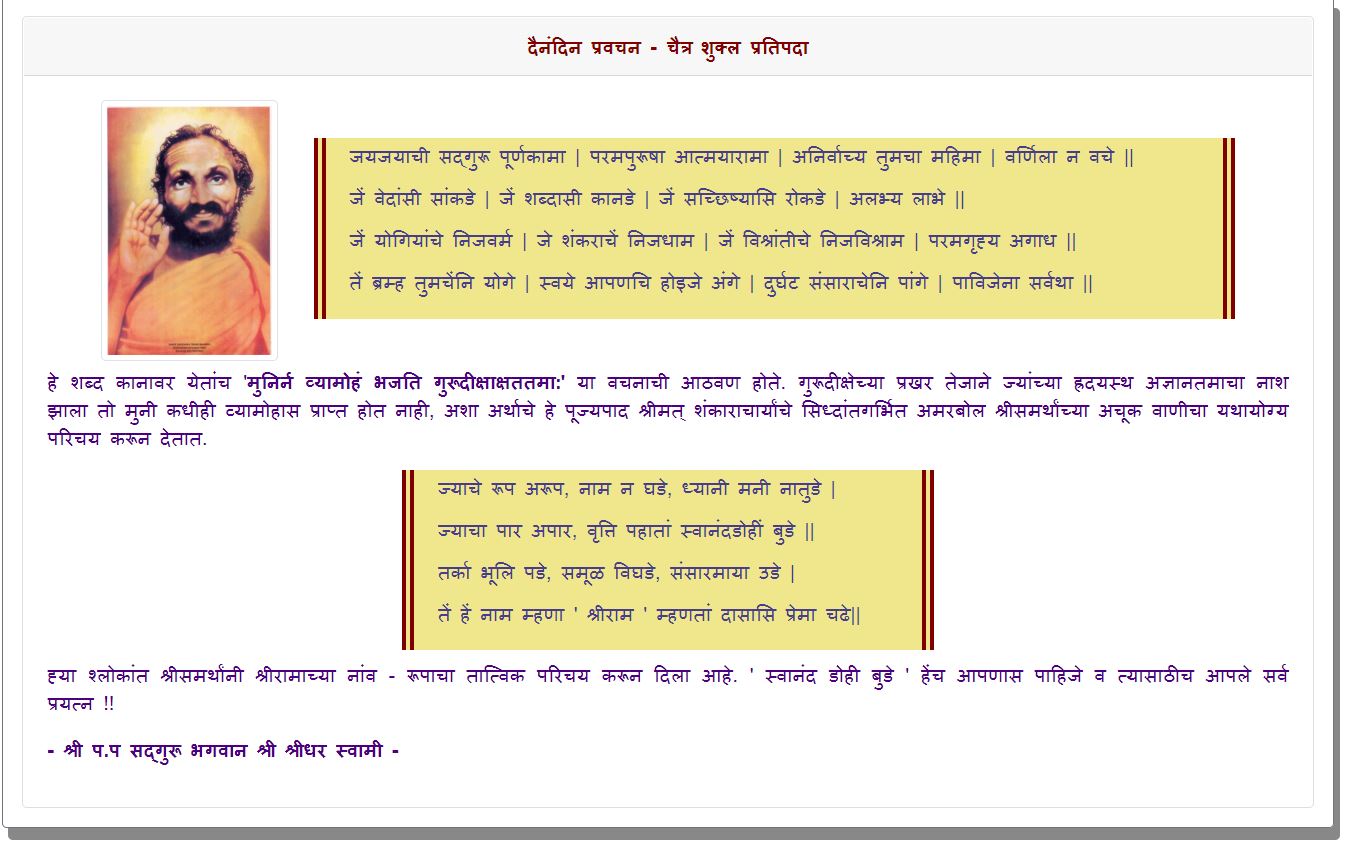 दैनंदिन प्रवचन - चैत्र शुक्ल प्रतिपदा
जयजयाची सद्‌गुरू पूर्णकामा | परमपुरूषा आत्मयारामा | अनिर्वाच्य तुमचा महिमा | वर्णिला न वचे ||
जें वेदांसी सांकडे | जें शब्दासी कानडे | जें सच्छिष्यासि रोकडे | अलभ्य लाभे ||
जें योगियांचे निजवर्म | जे शंकराचें निजधाम | जें विश्रांतीचे निजविश्राम | परमगृह्य अगाध ||
तें ब्रम्ह तुमचेंनि योगे | स्वये आपणचि होइजे अंगे | दुर्घट संसाराचेनि पांगे | पाविजेना सर्वथा ||
हे शब्द कानावर येतांच 'मुनिर्न व्यामोहं भजति गुरूदीक्षाक्षततमा:' या वचनाची आठवण होते. गुरूदीक्षेच्या प्रखर तेजाने ज्यांच्या ह्रदयस्थ अज्ञानतमाचा नाश
झाला तो मुनी कधीही व्यामोहास प्राप्त होत नाही, अशा अर्थाचे हे पूज्यपाद श्रीमत् शंकाराचार्यांचे सिध्दांतगर्भित अमरबोल श्रीसमर्थांच्या अचूक वाणीचा यथायोग्य
परिचय करून देतात.
ज्याचे रूप अरूप, नाम न घडे, ध्यानी मनी नातुडे |
ज्याचा पार अपार, वृत्ति पहातां स्वानंदडोहीं बुडे ||
तर्का भूलि पडे, समूळ विघडे, संसारमाया उडे |
तें हें नाम म्हणा ' श्रीराम ' म्हणतां दासासि प्रेमा चढे||
ह्या श्लोकांत श्रीसमर्थांनी श्रीरामाच्या नांव - रूपाचा तात्विक परिचय करून दिला आहे. ' स्वानंद डोही बुडे ' हेंच आपणास पाहिजे व त्यासाठीच आपले सर्व
प्रयत्न !!
- श्री प.प सद्‌गुरू भगवान श्री श्रीधर स्वामी -